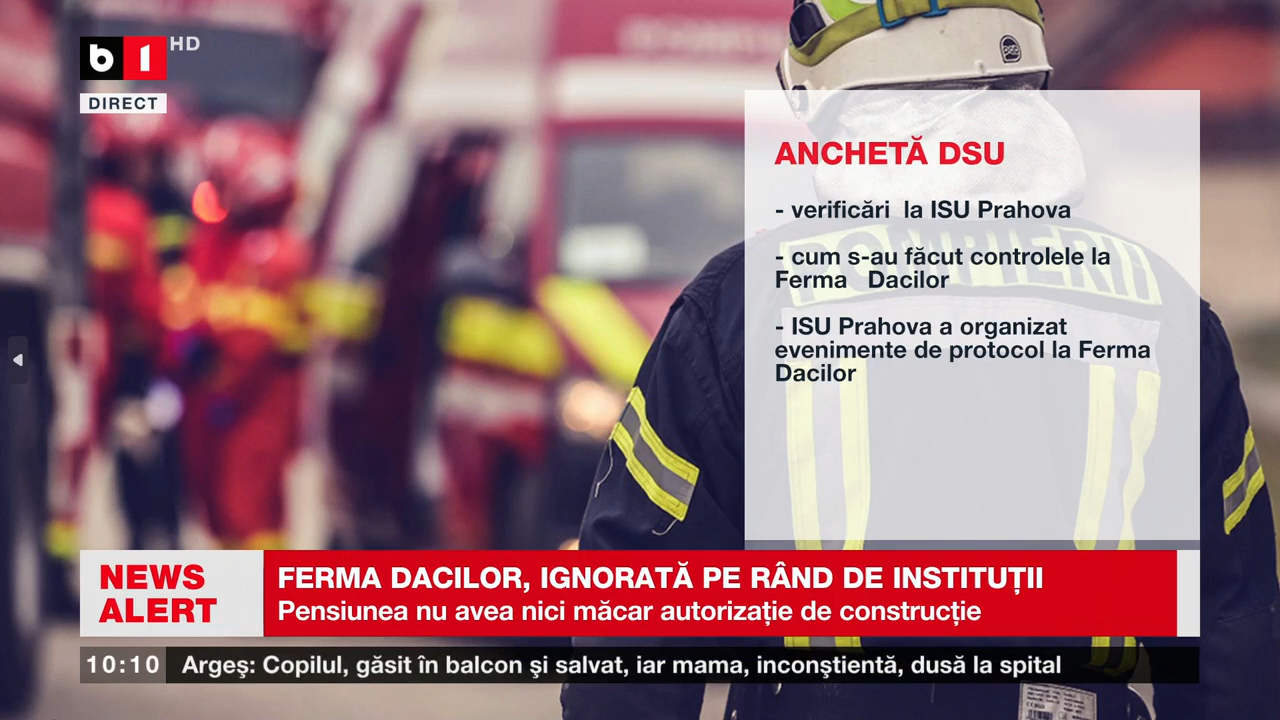 b1 HD
DIRECT
ANCHETĂ DSU
- verificări la ISU Prahova
- cum s-au făcut controlele la
Ferma Dacilor
- ISU Prahova a organizat
evenimente de protocol la Ferma
Dacilor
POMPIERII
NEWS
ALERT
FERMA DACILOR, IGNORATĂ PE RÂND DE INSTITUȚII
Pensiunea nu avea nici măcar autorizație de construcție
10:10 Argeş: Copilul, găsit în balcon şi salvat, iar mama, inconştientă, dusă la spital